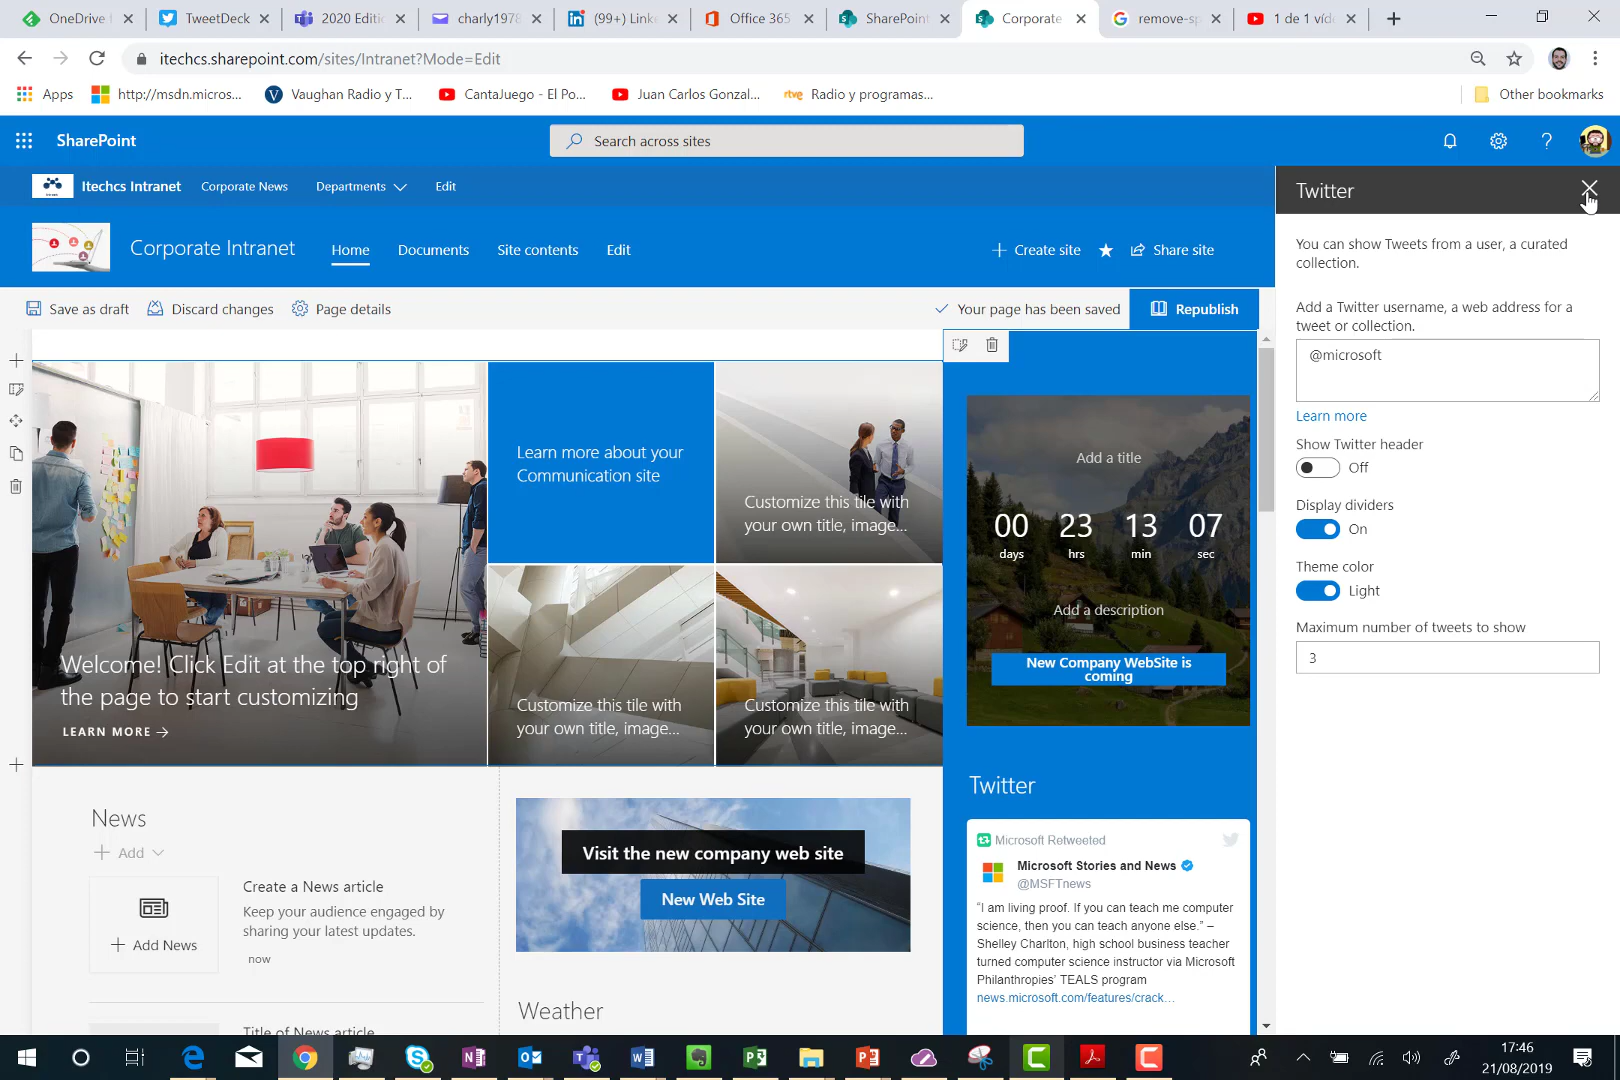 OneDrive
TweetDeck
2020 Editi
charly1978
(99+) Linke
Office 365
SharePoint
Corporate
remove-sp
1 de 1 víd
itechcs.sharepoint.com/sites/Intranet?Mode=Edit
Apps
http://msdn.micros...
Vaughan Radio y T...
CantaJuego - El Po...
Juan Carlos Gonzal...
rtve Radio y programas...
Other bookmarks
SharePoint
Search across sites
Itechcs Intranet
Corporate News
Departments
Edit
Corporate Intranet
Home
Documents
Site contents
Edit
Create site
Share site
Save as draft
Discard changes
Page details
Your page has been saved
Republish
Learn more about your
Communication site
Customize this tile with
your own title, image...
Welcome! Click Edit at the top right of
the page to start customizing
LEARN MORE
Customize this tile with
your own title, image...
Customize this tile with
your own title, image...
Add a title
00 23 13 07
days hrs min sec
Add a description
New Company WebSite is
coming
News
Add
Add News
Create a News article
Keep your audience engaged by
sharing your latest updates.
now
Title of News article
Visit the new company web site
New Web Site
Weather
Twitter
Microsoft Retweeted
Microsoft Stories and News
@MSFTnews
“I am living proof. If you can teach me computer
science, then you can teach anyone else.” –
Shelley Charlton, high school business teacher
turned computer science instructor via Microsoft
Philanthropies’ TEALS program
news.microsoft.com/features/crack…
Twitter
You can show Tweets from a user, a curated
collection.
Add a Twitter username, a web address for a
tweet or collection.
@microsoft
Learn more
Show Twitter header
Off
Display dividers
On
Theme color
Light
Maximum number of tweets to show
3
17:46
21/08/2019